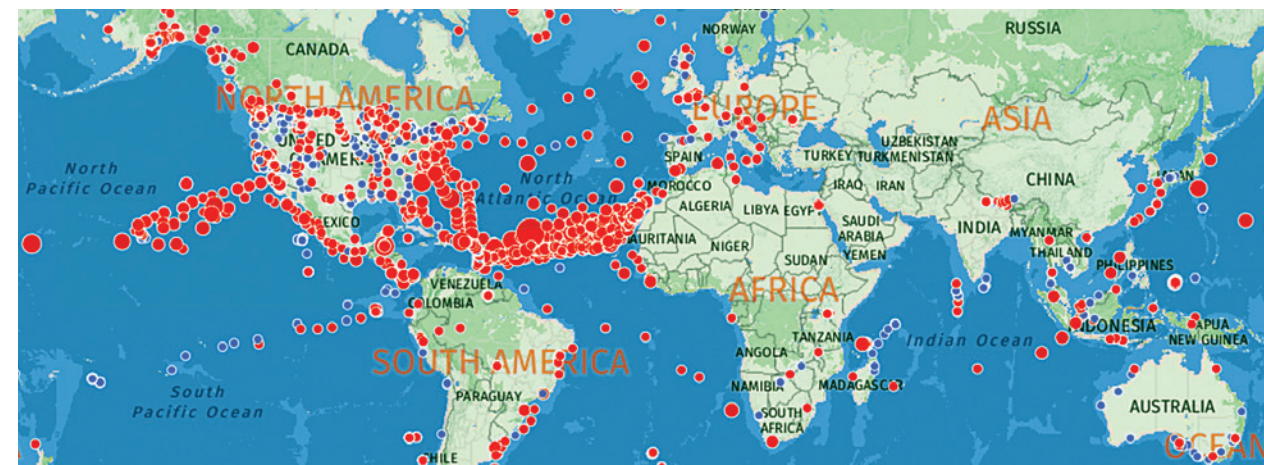 RUSSIA
NORWAY
CANADA
NORTH AMERICA
EUROPE
ASIA
UZBEKISTAN
SPAIN
TURKEY TURKMENISTAN
North
Pacific Ocean
North
Atlantic Ocean
MOROCCO
IRAQ IRAN
CHINA
ALGERIA
LIBYA EGYPT
SAUDI
ARABIA
INDIA
MYANMAR
MEXICO
AURITANIA
NIGER
SUDAN
YEMEN
THAILAND
PHILIPPINES
VENEZUELA
COLOMBIA
AFRICA
TANZANIA
Indian Ocean
INDONESIA
PAPUA
NEW GUINEA
SOUTH AMERICA
ANGOLA
South
Pacific Ocean
PARAGUAY
NAMIBIA
MADAGASCAR
SOUTH
AFRICA
AUSTRALIA
CHILE
OCEAN